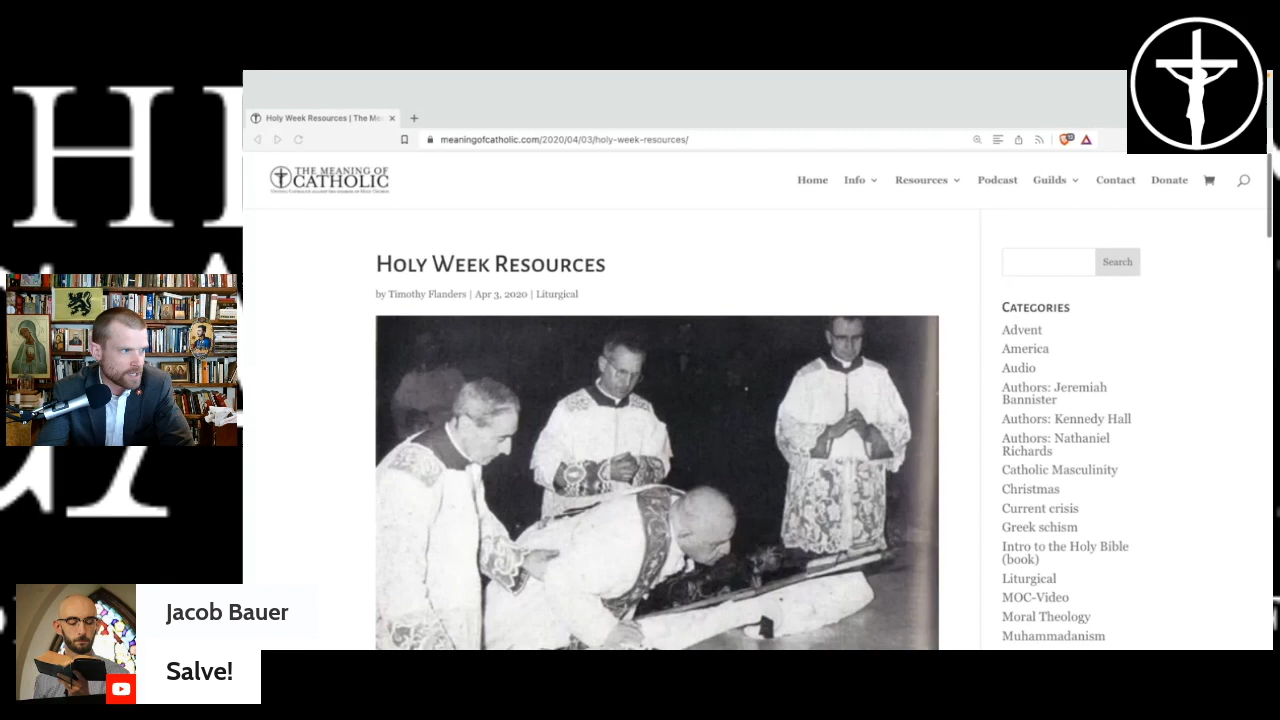 Holy Week Resources | The Me
meaningofcatholic.com/2020/04/03/holy-week-resources/
THE MEANING OF
CATHOLIC
Home
Info
Resources
Podcast
Guilds
Contact
Donate
Holy Week Resources
by Timothy Flanders | Apr 3, 2020 | Liturgical
Search
Categories
Advent
America
Audio
Authors: Jeremiah
Bannister
Authors: Kennedy Hall
Authors: Nathaniel
Richards
Catholic Masculinity
Christmas
Current crisis
Greek schism
Intro to the Holy Bible
(book)
Liturgical
MOC-Video
Moral Theology
Muhammadanism
Jacob Bauer
Salve!